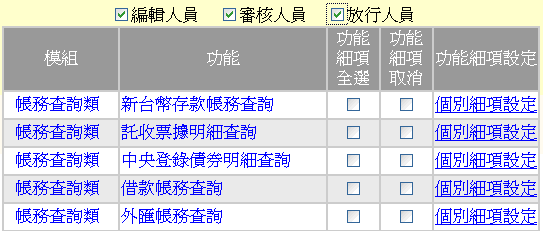 編輯人員 審核人員 放行人員
模組 功能 功能細項全選 功能細項取消 功能細項設定
帳務查詢類 新台幣存款帳務查詢 個別細項設定
帳務查詢類 託收票據明細查詢 個別細項設定
帳務查詢類 中央登錄債券明細查詢 個別細項設定
帳務查詢類 借款帳務查詢 個別細項設定
帳務查詢類 外匯帳務查詢 個別細項設定